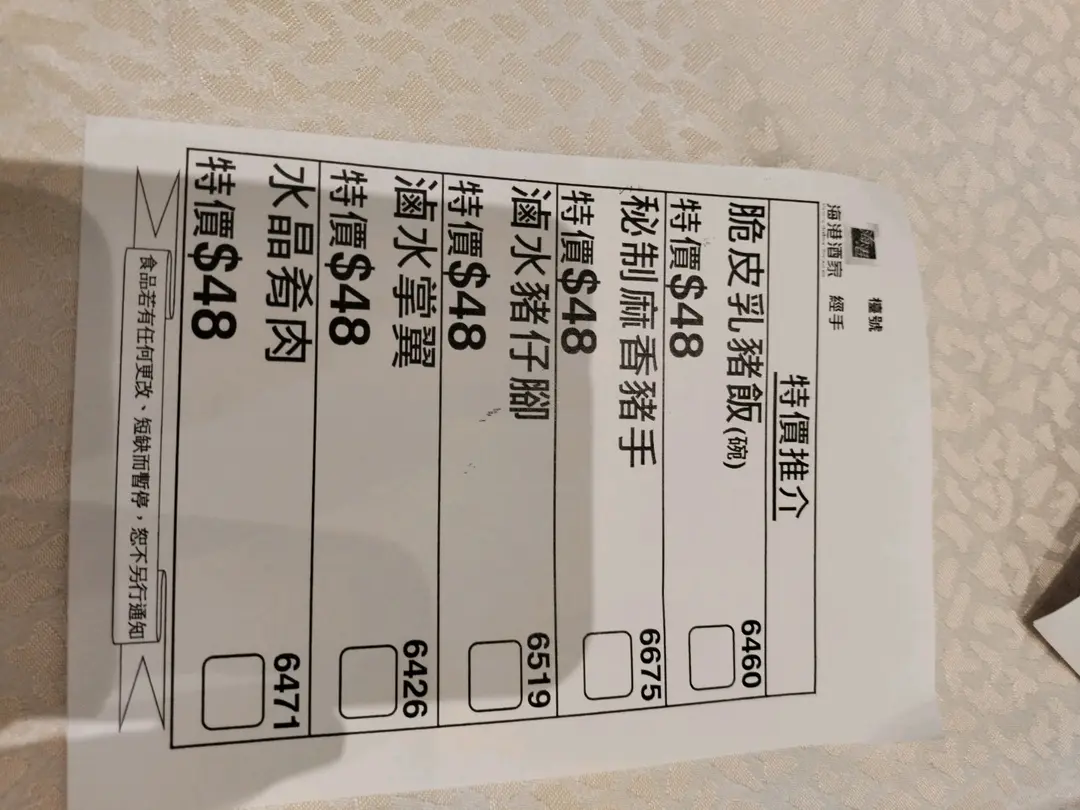 海港酒家
檯號
經手
特價推介
脆皮乳豬飯(碗)
6460
特價$48
秘制麻香豬手
6675
特價$48
滷水豬仔腳
6519
特價$48
滷水掌翼
6426
特價$48
水晶肴肉
6471
特價$48
食品若有任何更改、短缺而暫停，恕不另行通知